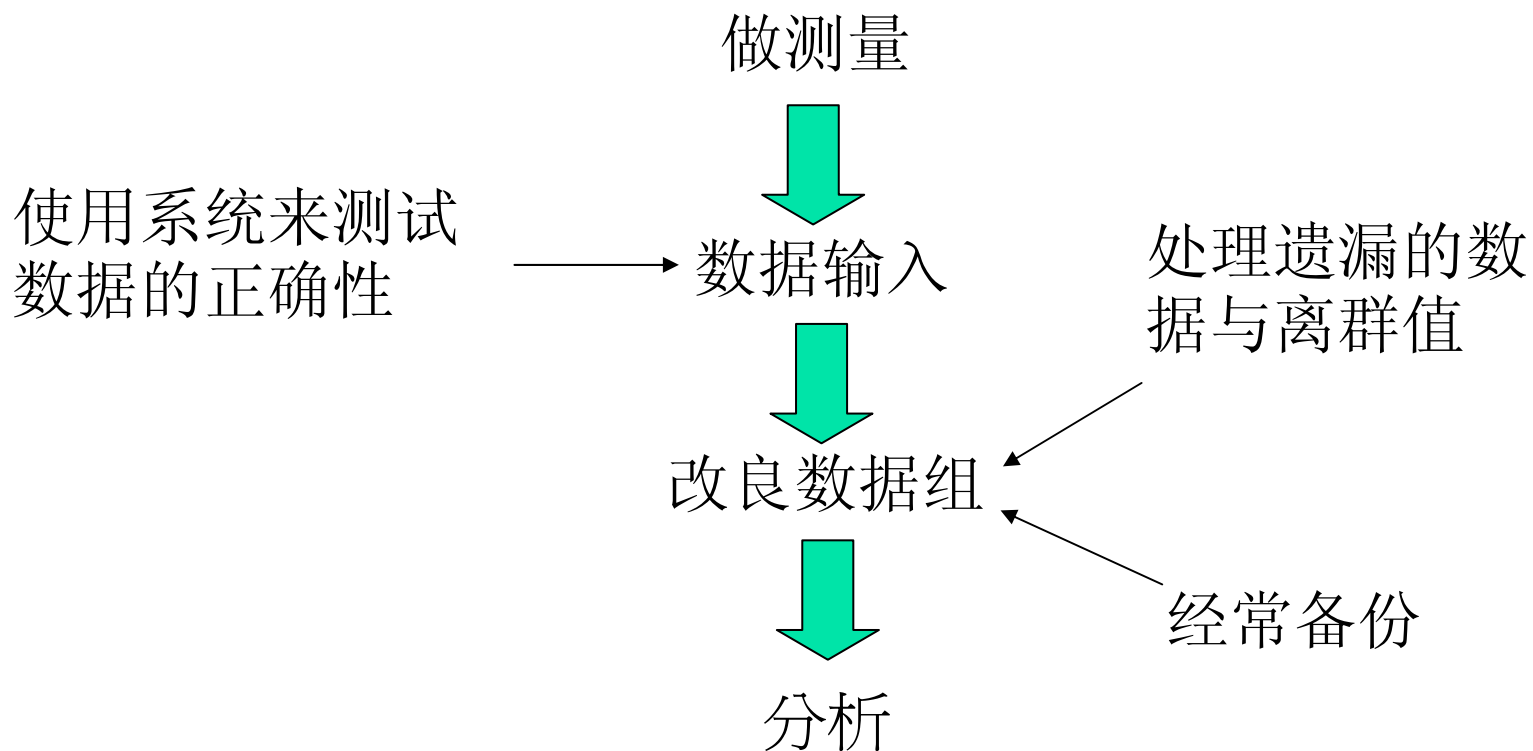 做测量
使用系统来测试
数据的正确性
数据输入
处理遗漏的数
据与离群值
改良数据组
经常备份
分析